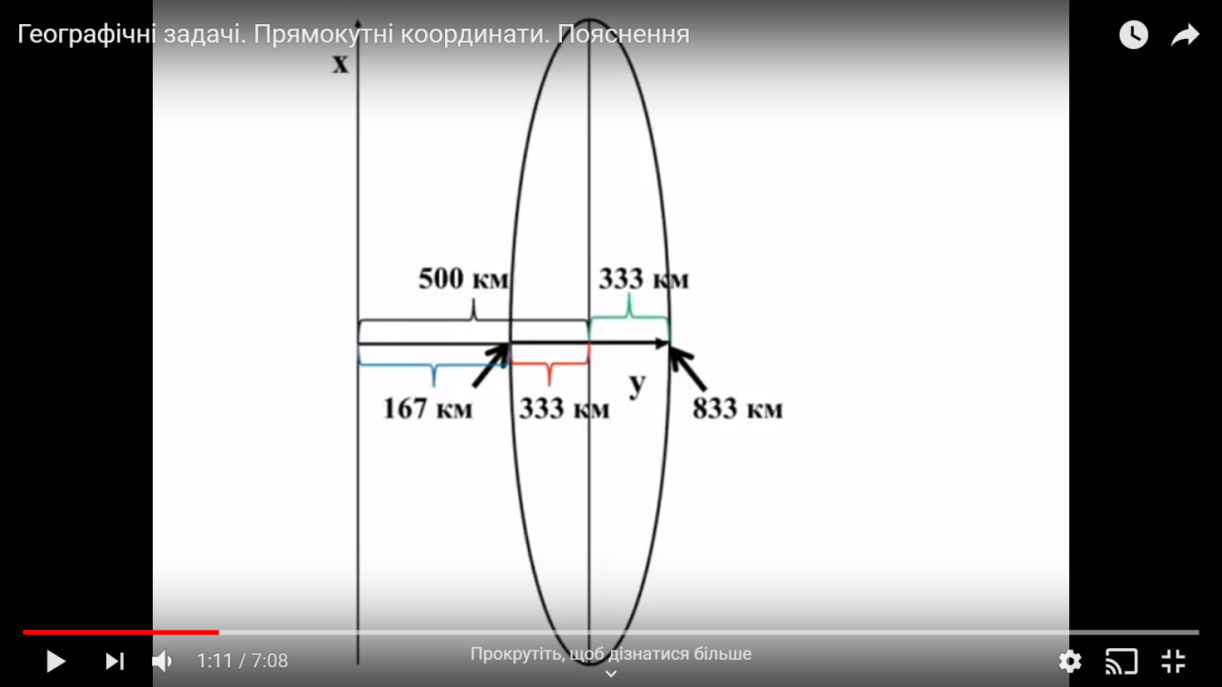 Географічні задачі. Прямокутні координати. Пояснення
x
500 км
333 км
y
167 км
333 км
833 км
Прокрутіть, щоб дізнатися більше
1:11 / 7:08